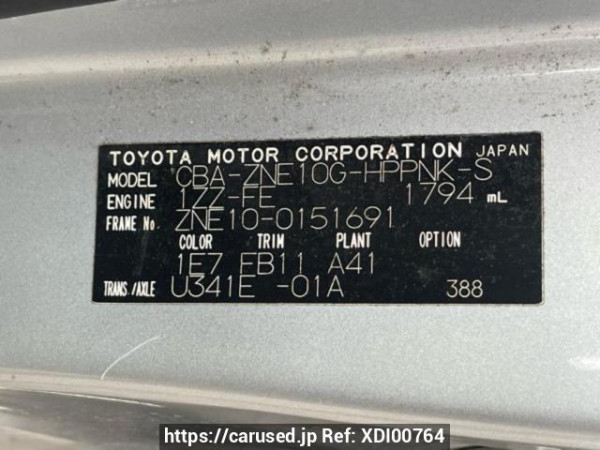 TOYOTA MOTOR CORPORATION JAPAN
MODEL CBA-ZNE10G-HPPNK-S
ENGINE 1ZZ-FE 1794 mL
FRAME No. ZNE10-0151691
COLOR TRIM PLANT OPTION
1E7 FB11 A41
TRANS./AXLE U341E -01A 388
https://carused.jp Ref: XDI00764